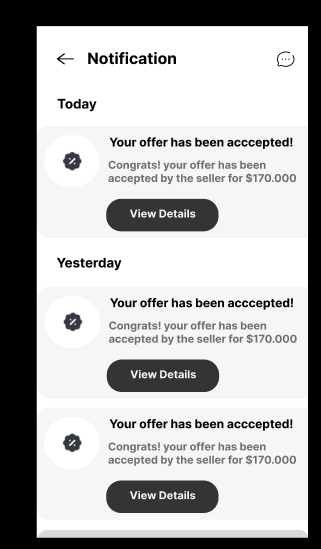 Notification
Today
Your offer has been acccepted!
Congrats! your offer has been
accepted by the seller for $170.000
View Details
Yesterday
Your offer has been acccepted!
Congrats! your offer has been
accepted by the seller for $170.000
View Details
Your offer has been acccepted!
Congrats! your offer has been
accepted by the seller for $170.000
View Details